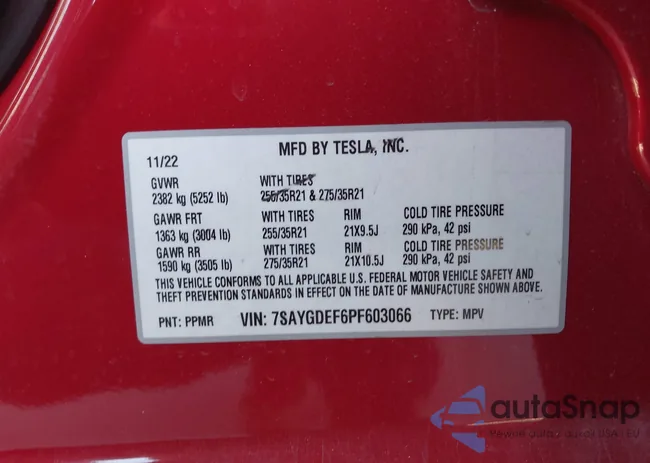 MFD BY TESLA, INC.
11/22
GVWR WITH TIRES
2382 kg (5252 lb) 255/35R21 & 275/35R21
GAWR FRT WITH TIRES RIM COLD TIRE PRESSURE
1363 kg (3004 lb) 255/35R21 21X9.5J 290 kPa, 42 psi
GAWR RR WITH TIRES RIM COLD TIRE PRESSURE
1590 kg (3505 lb) 275/35R21 21X10.5J 290 kPa, 42 psi
THIS VEHICLE CONFORMS TO ALL APPLICABLE U.S. FEDERAL MOTOR VEHICLE SAFETY AND
THEFT PREVENTION STANDARDS IN EFFECT ON THE DATE OF MANUFACTURE SHOWN ABOVE.
PNT: PPMR VIN: 7SAYGDEF6PF603066 TYPE: MPV
autaSnap
USA EU